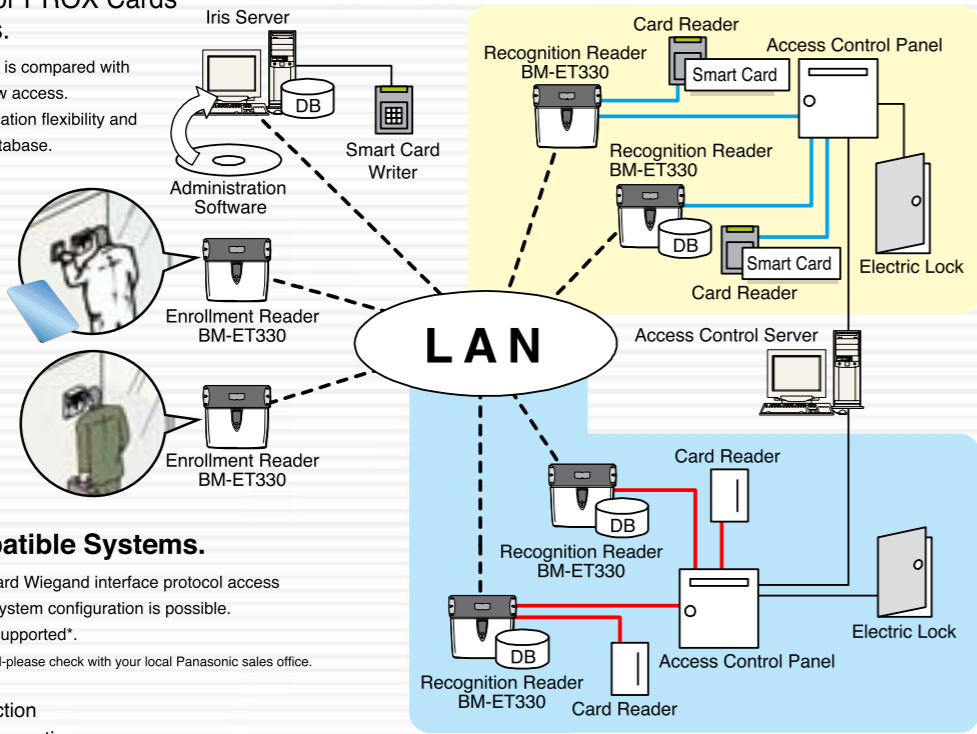 or PROX Cards
s.
is compared with
w access.
cation flexibility and
tabase.
Iris Server
DB
Smart Card
Writer
Administration
Software
Enrollment Reader
BM-ET330
Enrollment Reader
BM-ET330
LAN
Card Reader
Recognition Reader
BM-ET330
Smart Card
Access Control Panel
Recognition Reader
BM-ET330
DB
Smart Card
Card Reader
Electric Lock
Access Control Server
Card Reader
DB
Recognition Reader
BM-ET330
DB
Recognition Reader
BM-ET330
Card Reader
Access Control Panel
Electric Lock
patible Systems.
ard Wiegand interface protocol access
ystem configuration is possible.
upported*.
l-please check with your local Panasonic sales office.
ction